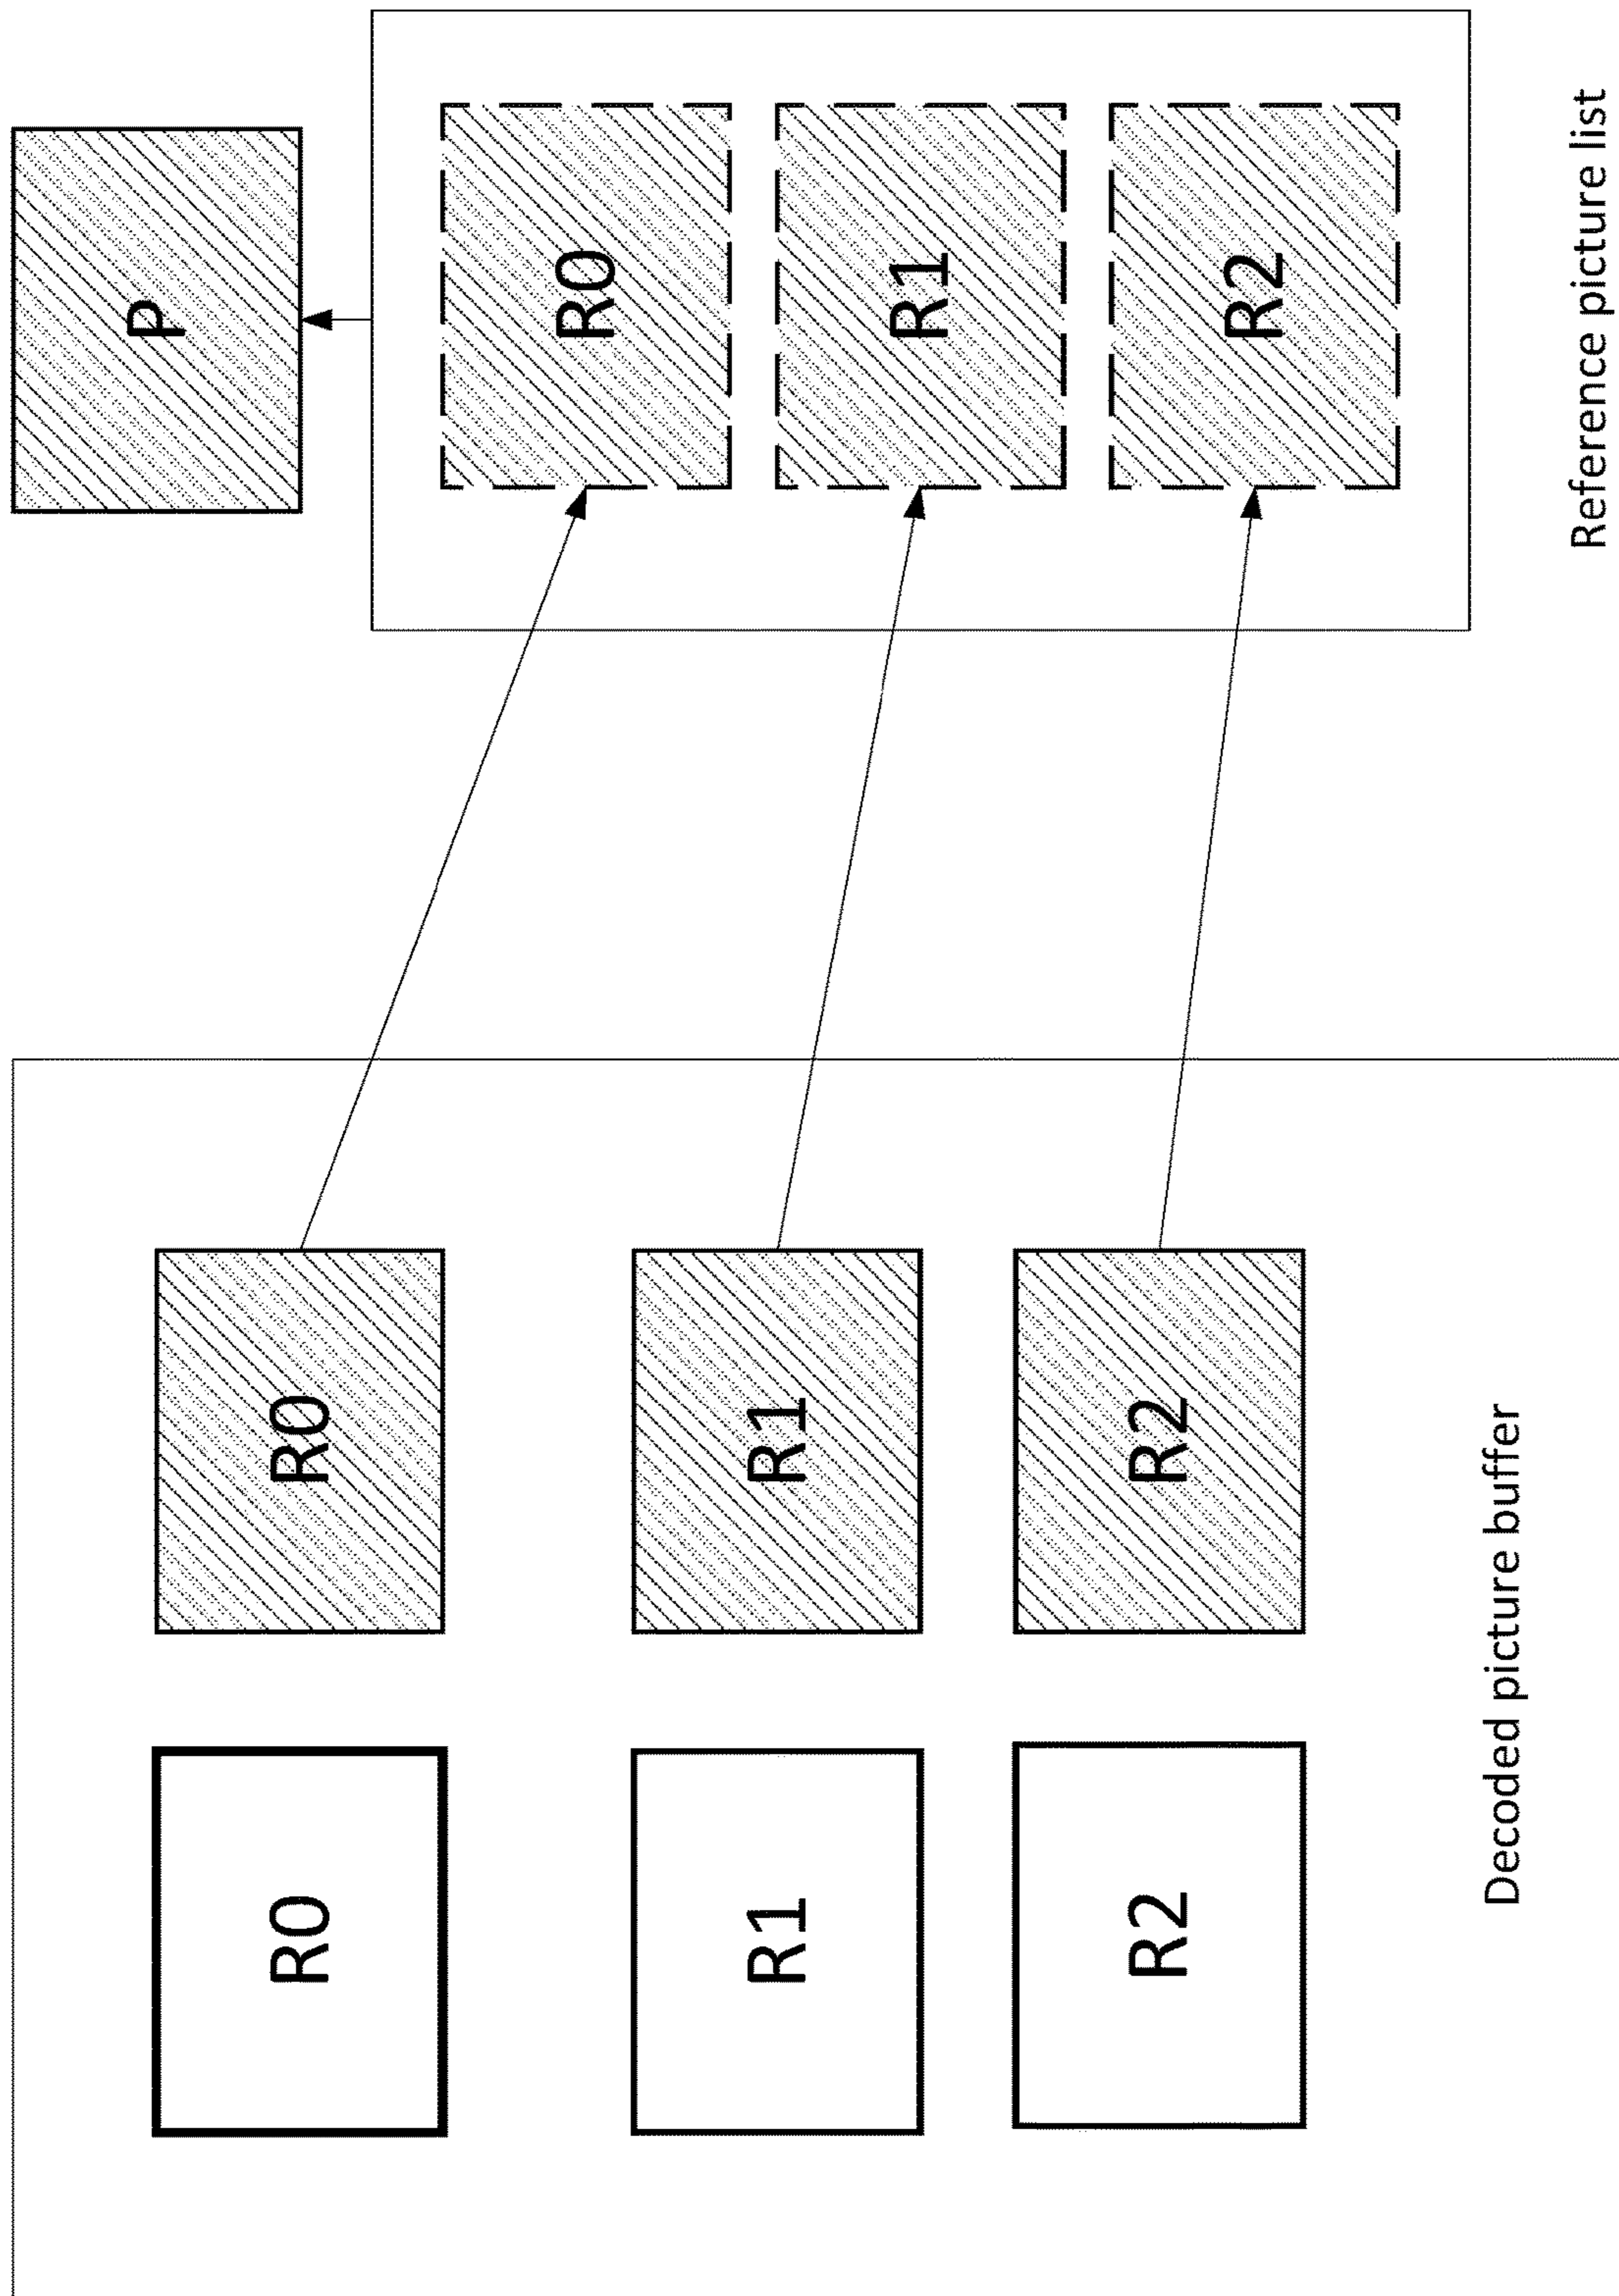 R0
R0
R1
R1
R2
R2
Decoded picture buffer
P
R0
R1
R2
Reference picture list